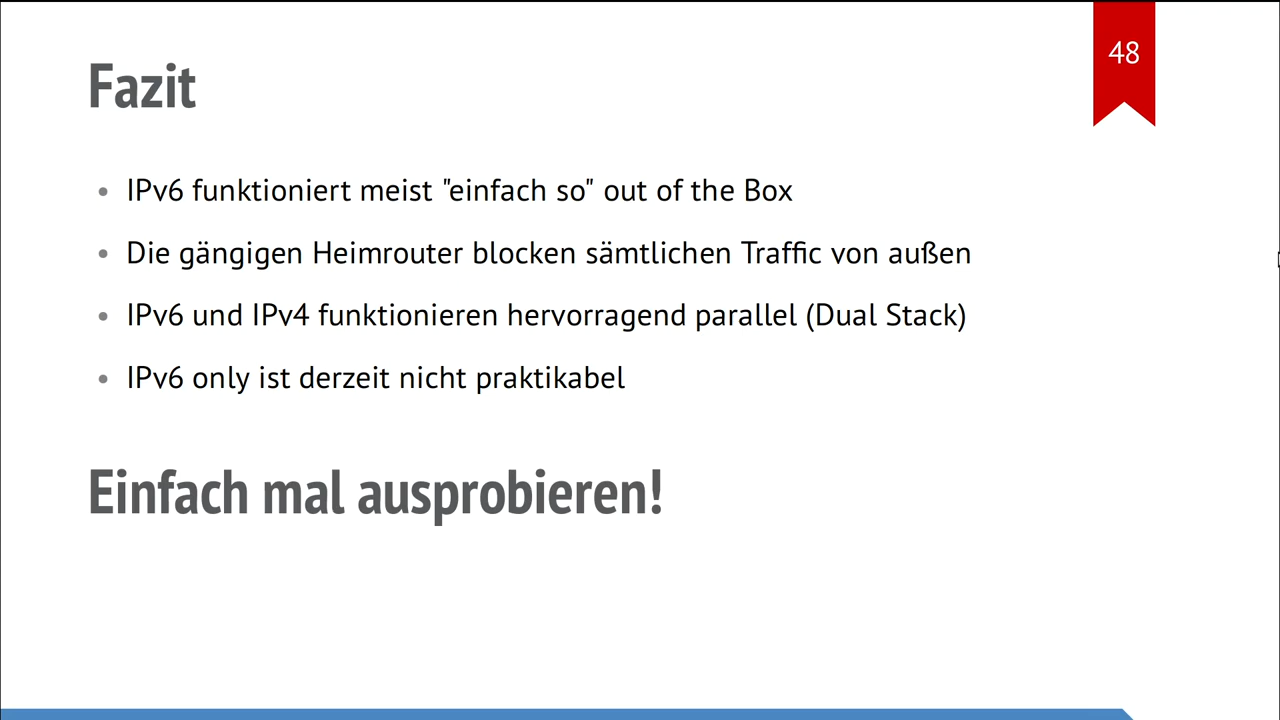 48
Fazit
• IPv6 funktioniert meist "einfach so" out of the Box
• Die gängigen Heimrouter blocken sämtlichen Traffic von außen
• IPv6 und IPv4 funktionieren hervorragend parallel (Dual Stack)
• IPv6 only ist derzeit nicht praktikabel
Einfach mal ausprobieren!